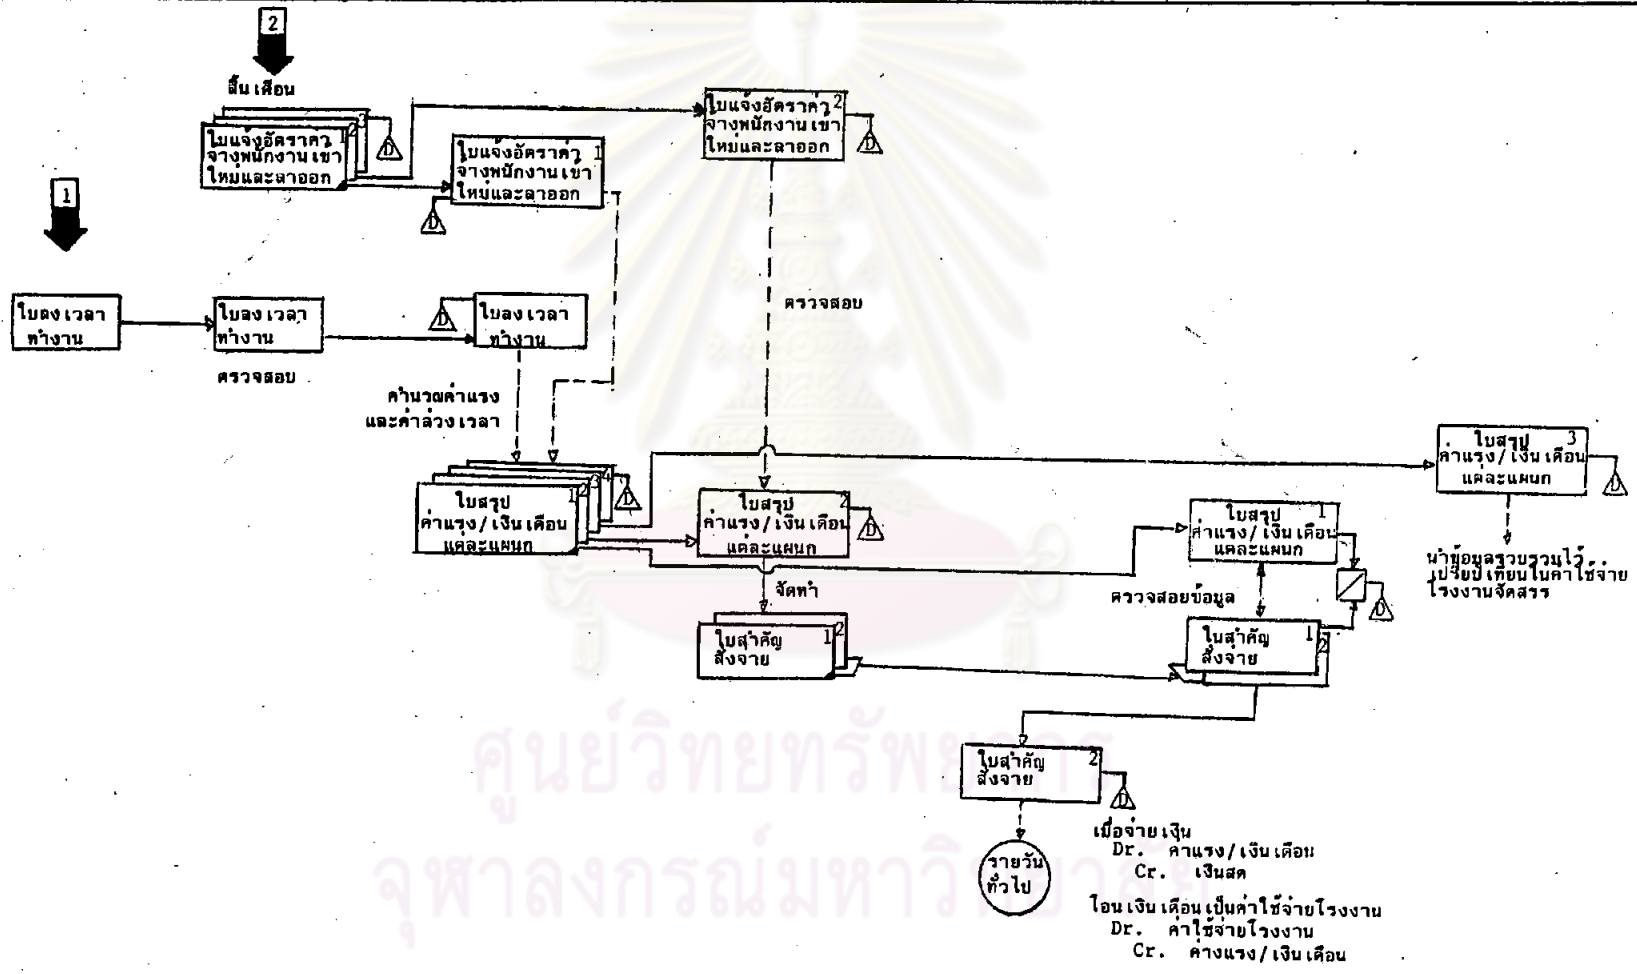 2
สิ้นเดือน
ใบแจ้งอัตราค่า 1 2 3
จ้างพนักงานเข้า
ใหม่และลาออก
D
ใบแจ้งอัตราค่า 1
จ้างพนักงานเข้า
ใหม่และลาออก
D
ใบแจ้งอัตราค่า 2
จ้างพนักงานเข้า
ใหม่และลาออก
D
1
ใบลงเวลา
ทำงาน
ใบลงเวลา
ทำงาน
ตรวจสอบ
D
ใบลงเวลา
ทำงาน
ตรวจสอบ
คำนวณค่าแรง
และค่าล่วงเวลา
ใบสรุป 1 2 3 4
ค่าแรง/เงินเดือน
แต่ละแผนก
D
ใบสรุป 2
ค่าแรง/เงินเดือน
แต่ละแผนก
D
ใบสรุป 1
ค่าแรง/เงินเดือน
แต่ละแผนก
ใบสรุป 3
ค่าแรง/เงินเดือน
แต่ละแผนก
D
นำข้อมูลรวบรวมไว้
เปรียบเทียบในค่าใช้จ่าย
โรงงานจัดสรร
จัดทำ
ตรวจสอบข้อมูล
D
ใบสำคัญ 1 2
สั่งจ่าย
ใบสำคัญ 1 2
สั่งจ่าย
ใบสำคัญ 2
สั่งจ่าย
D
รายวัน
ทั่วไป
เมื่อจ่ายเงิน
Dr. ค่าแรง/เงินเดือน
Cr. เงินสด
โอนเงินเดือนเป็นค่าใช้จ่ายโรงงาน
Dr. ค่าใช้จ่ายโรงงาน
Cr. ค่างแรง/เงินเดือน
ศูนย์วิทยทรัพยากร
จุฬาลงกรณ์มหาวิทยาลัย